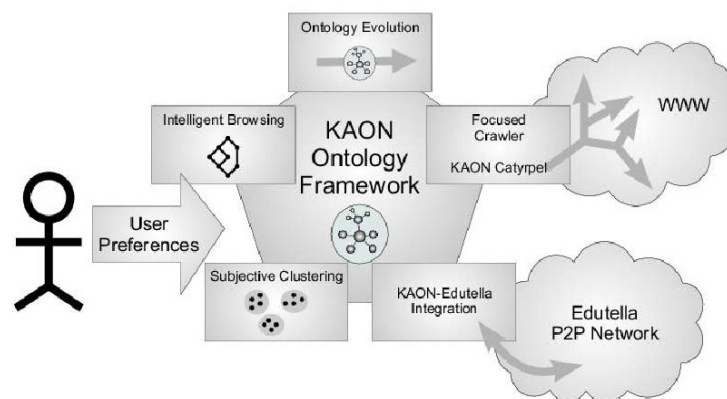 Ontology Evolution
Intelligent Browsing
KAON
Ontology
Framework
Focused
Crawler
KAON Catyrpel
WWW
User
Preferences
Subjective Clustering
KAON-Edutella
Integration
Edutella
P2P Network